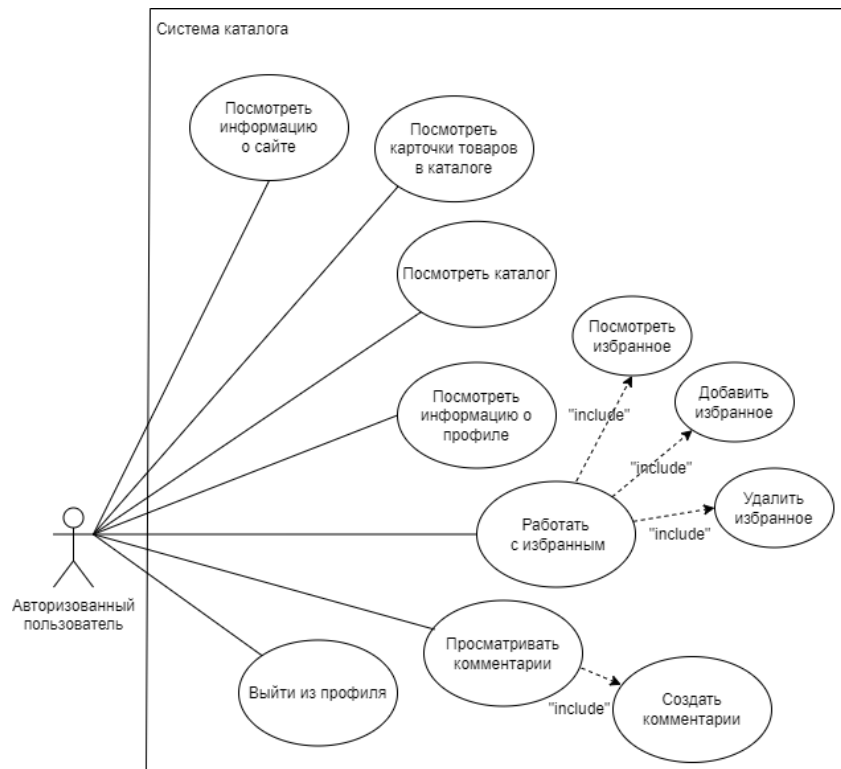 Система каталога
Посмотреть
информацию
о сайте
Посмотреть
карточки товаров
в каталоге
Посмотреть каталог
Посмотреть
избранное
Посмотреть
информацию о
профиле
Добавить
избранное
"include"
"include"
Удалить
избранное
"include"
Работать
с избранным
Авторизованный
пользователь
Просматривать
комментарии
Выйти из профиля
"include"
Создать
комментарии